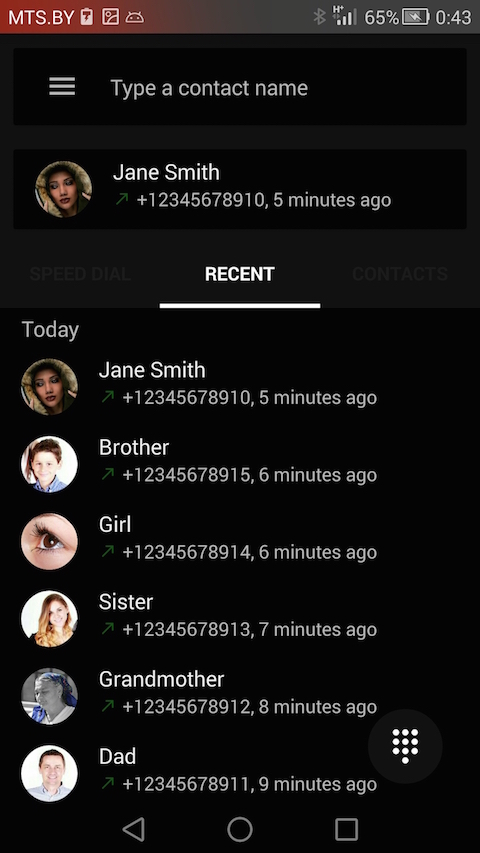 MTS.BY 65% 0:43
Type a contact name
Jane Smith
+12345678910, 5 minutes ago
SPEED DIAL RECENT CONTACTS
Today
Jane Smith
+12345678910, 5 minutes ago
Brother
+12345678915, 6 minutes ago
Girl
+12345678914, 6 minutes ago
Sister
+12345678913, 7 minutes ago
Grandmother
+12345678912, 8 minutes ago
Dad
+12345678911, 9 minutes ago